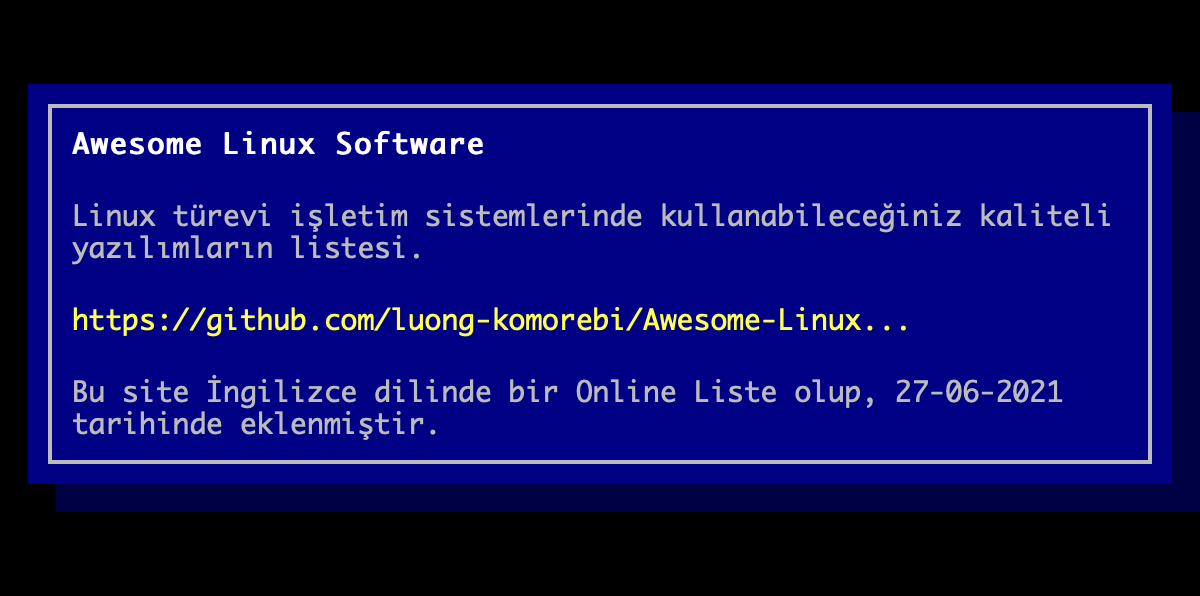 Awesome Linux Software
Linux türevi işletim sistemlerinde kullanabileceğiniz kaliteli
yazılımların listesi.
https://github.com/luong-komorebi/Awesome-Linux...
Bu site İngilizce dilinde bir Online Liste olup, 27-06-2021
tarihinde eklenmiştir.